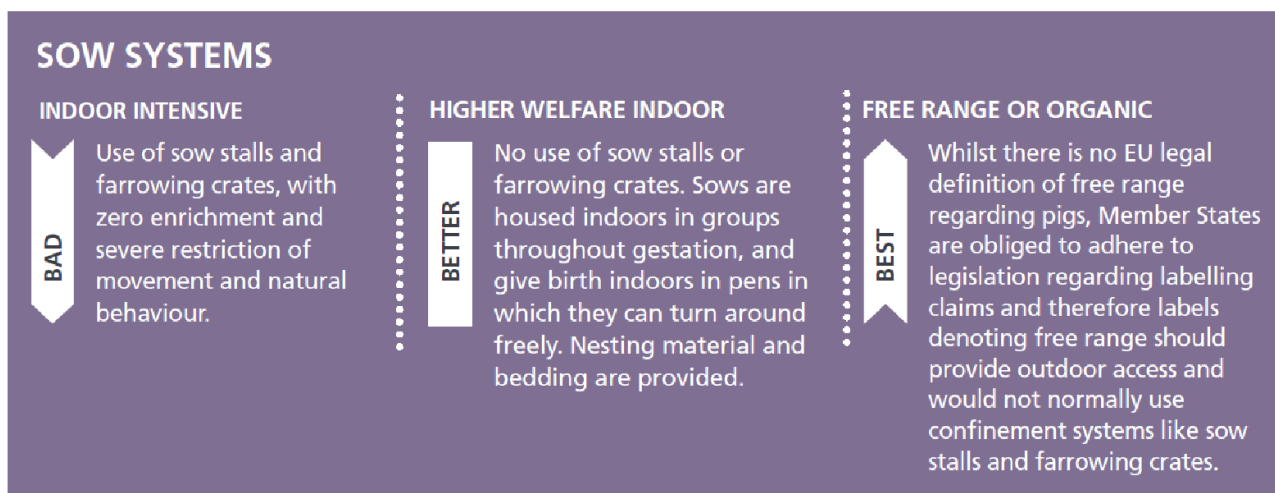 SOW SYSTEMS
INDOOR INTENSIVE
BAD
Use of sow stalls and
farrowing crates, with
zero enrichment and
severe restriction of
movement and natural
behaviour.
HIGHER WELFARE INDOOR
BETTER
No use of sow stalls or
farrowing crates. Sows are
housed indoors in groups
throughout gestation, and
give birth indoors in pens in
which they can turn around
freely. Nesting material and
bedding are provided.
FREE RANGE OR ORGANIC
BEST
Whilst there is no EU legal
definition of free range
regarding pigs, Member States
are obliged to adhere to
legislation regarding labelling
claims and therefore labels
denoting free range should
provide outdoor access and
would not normally use
confinement systems like sow
stalls and farrowing crates.